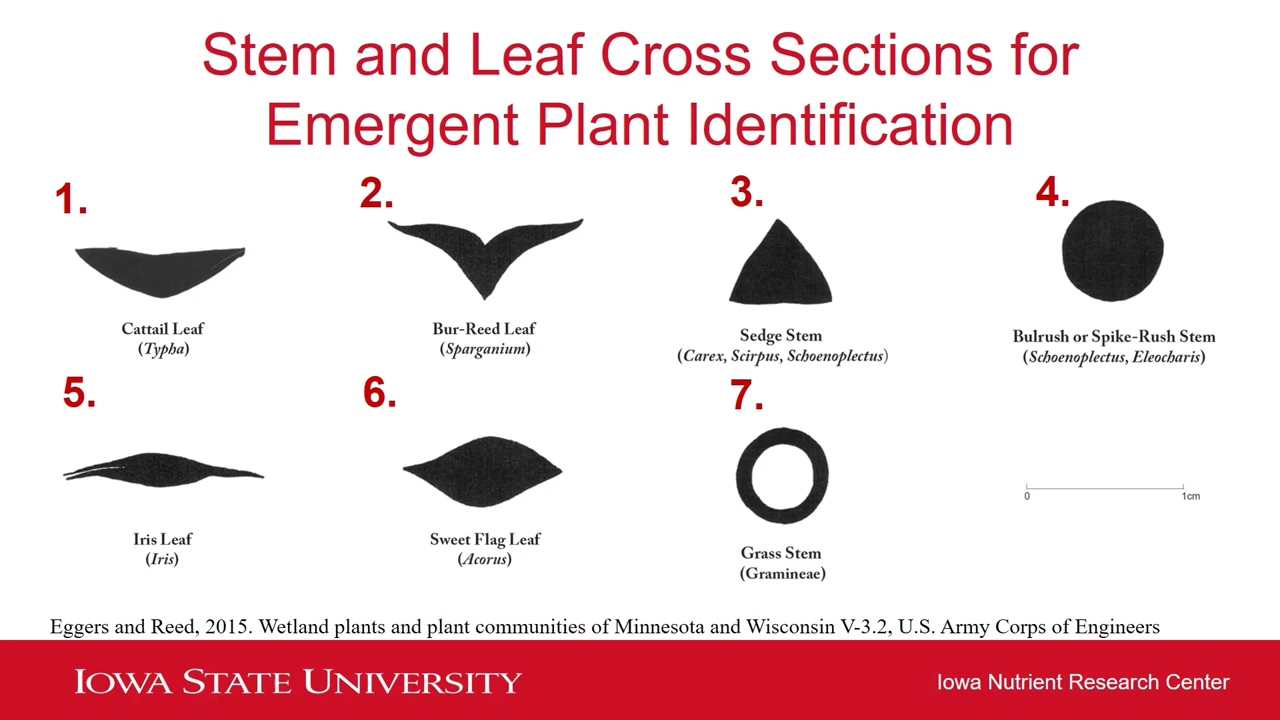 Stem and Leaf Cross Sections for
Emergent Plant Identification
1.
2.
3.
4.
Cattail Leaf
(Typha)
Bur-Reed Leaf
(Sparganium)
Sedge Stem
(Carex, Scirpus, Schoenoplectus)
Bulrush or Spike-Rush Stem
(Schoenoplectus, Eleocharis)
5.
6.
7.
Iris Leaf
(Iris)
Sweet Flag Leaf
(Acorus)
Grass Stem
(Gramineae)
0 1cm
Eggers and Reed, 2015. Wetland plants and plant communities of Minnesota and Wisconsin V-3.2, U.S. Army Corps of Engineers
IOWA STATE UNIVERSITY
Iowa Nutrient Research Center